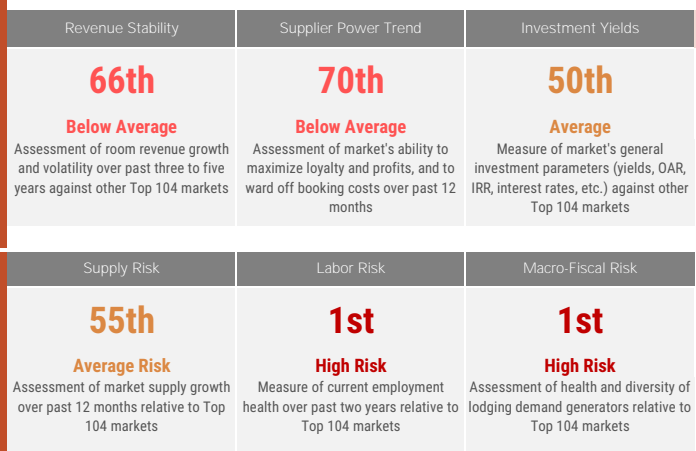 Revenue Stability
Supplier Power Trend
Investment Yields
66th
70th
50th
Below Average
Below Average
Average
Assessment of room revenue growth
and volatility over past three to five
years against other Top 104 markets
Assessment of market's ability to
maximize loyalty and profits, and to
ward off booking costs over past 12
months
Measure of market's general
investment parameters (yields, OAR,
IRR, interest rates, etc.) against other
Top 104 markets
Supply Risk
Labor Risk
Macro-Fiscal Risk
55th
1st
1st
Average Risk
High Risk
High Risk
Assessment of market supply growth
over past 12 months relative to Top
104 markets
Measure of current employment
health over past two years relative to
Top 104 markets
Assessment of health and diversity of
lodging demand generators relative to
Top 104 markets